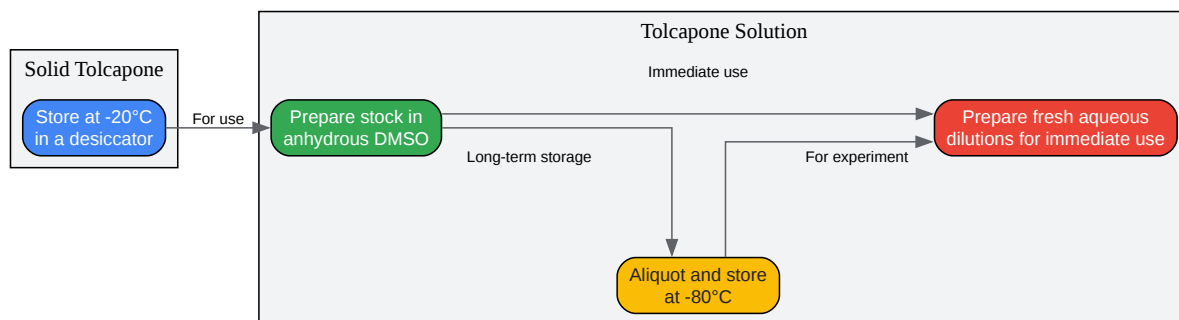 Tolcapone Solution
Solid Tolcapone
Immediate use
Store at -20°C
in a desiccator
For use
Prepare stock in
anhydrous DMSO
Prepare fresh aqueous
dilutions for immediate use
Long-term storage
For experiment
Aliquot and store
at -80°C